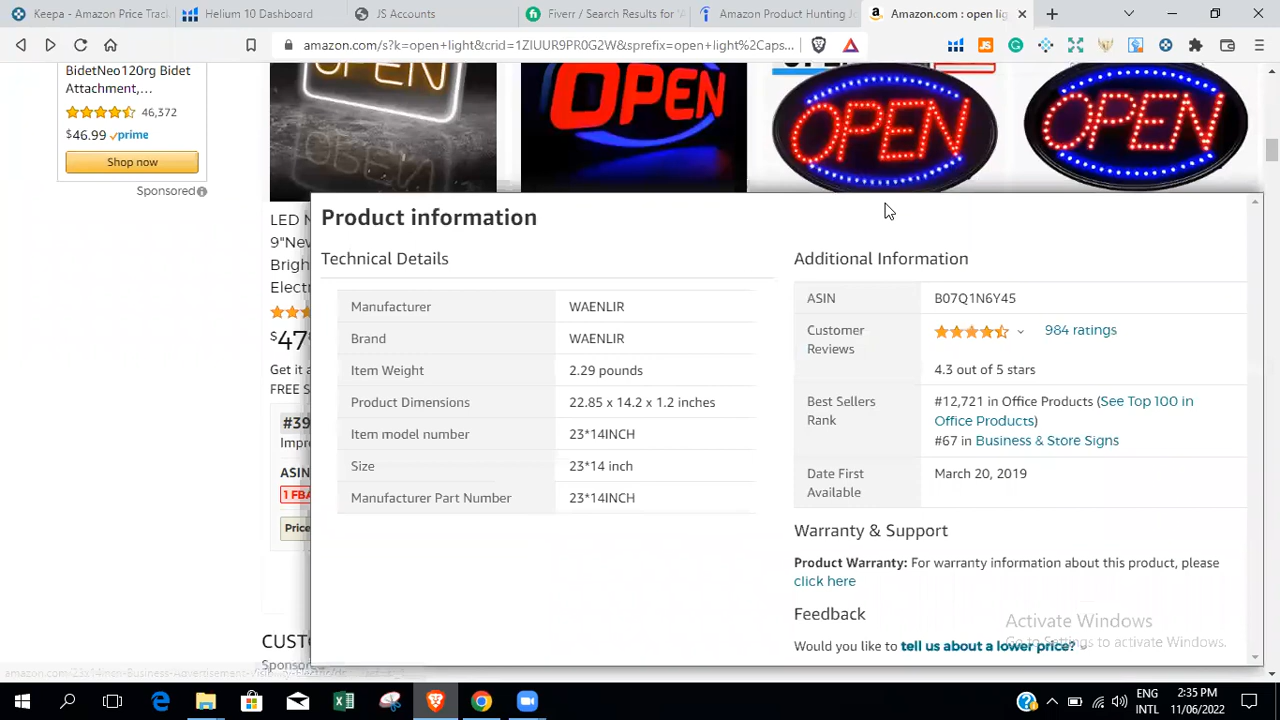 Keepa - Amazon Price Track
Helium 10 Dashboard
JS Accounts
Fiverr / Search Results for 'A
Amazon Product Hunting Jo
Amazon.com : open lig
amazon.com/s?k=open+light&crid=1ZIUUR9PR0G2W&sprefix=open+light%2Caps...
BidetNeo120rg Bidet
Attachment,...
46,372
$46.99 prime
Shop now
Sponsored
OPEN
OPEN
OPEN
OPEN
LED N
9"New
Brigh
Electr
$47
Get it a
FREE S
#39
Impro
ASIN
1 FBA
Price
CUSTO
Sponsored
Product information
Technical Details
Manufacturer WAENLIR
Brand WAENLIR
Item Weight 2.29 pounds
Product Dimensions 22.85 x 14.2 x 1.2 inches
Item model number 23*14INCH
Size 23*14 inch
Manufacturer Part Number 23*14INCH
Additional Information
ASIN B07Q1N6Y45
Customer
Reviews
984 ratings
4.3 out of 5 stars
Best Sellers
Rank
#12,721 in Office Products (See Top 100 in
Office Products)
#67 in Business & Store Signs
Date First
Available
March 20, 2019
Warranty & Support
Product Warranty: For warranty information about this product, please
click here
Feedback
Would you like to tell us about a lower price?
Activate Windows
Go to Settings to activate Windows.
ENG
INTL
2:35 PM
11/06/2022